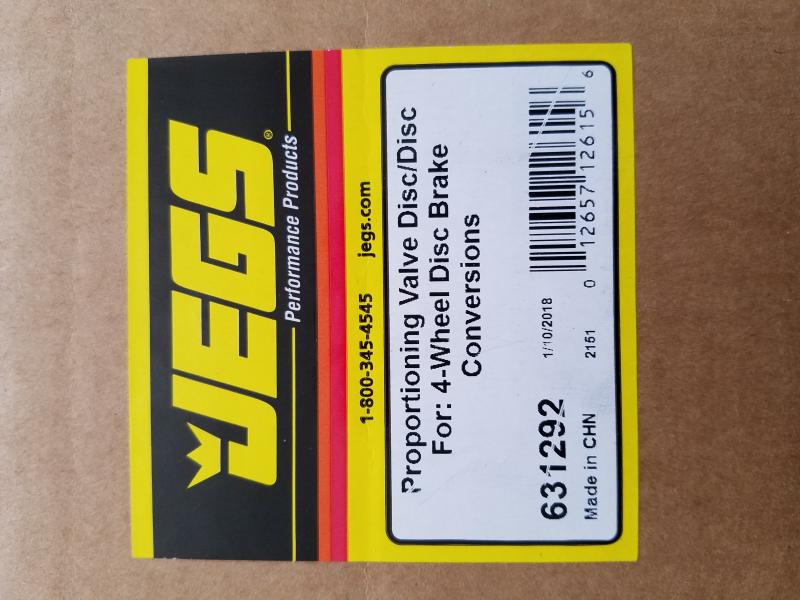 JEGS®
Performance Products
1-800-345-4545 jegs.com
Proportioning Valve Disc/Disc
For: 4-Wheel Disc Brake
Conversions
631292
1/10/2018
Made in CHN
2151
0 12657 12615 6